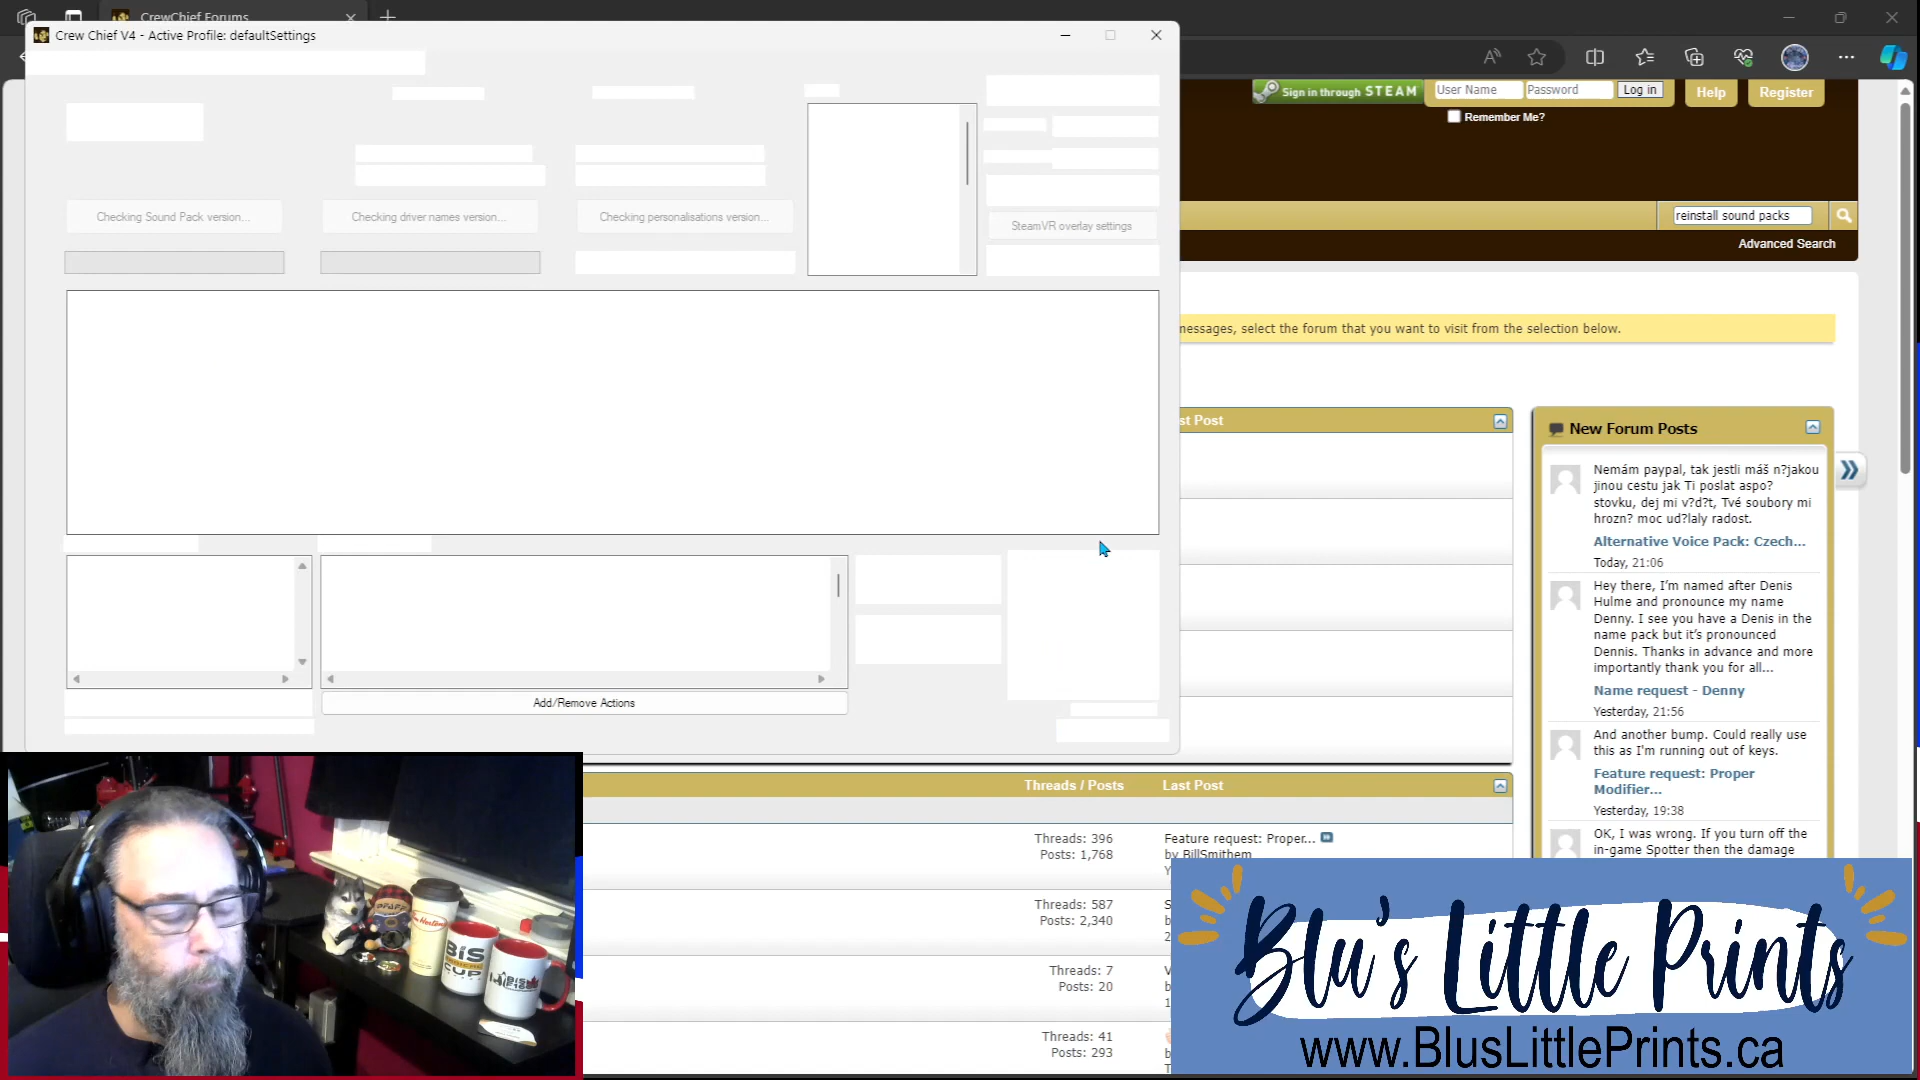 CrewChief Forums
Crew Chief V4 - Active Profile: defaultSettings
Sign in through STEAM
User Name
Password
Log in
Help
Register
Remember Me?
Checking Sound Pack version...
Checking driver names version...
Checking personalisations version...
SteamVR overlay settings
reinstall sound packs
Advanced Search
messages, select the forum that you want to visit from the selection below.
st Post
New Forum Posts
Nemám paypal, tak jestli máš n?jakou
jinou cestu jak Ti poslat aspo?
stovku, dej mi v?d?t, Tvé soubory mi
hrozn? moc ud?laly radost.
Alternative Voice Pack: Czech...
Today, 21:06
Hey there, I'm named after Denis
Hulme and pronounce my name
Denny. I see you have a Denis in the
name pack but it's pronounced
Dennis. Thanks in advance and more
importantly thank you for all...
Name request - Denny
Yesterday, 21:56
And another bump. Could really use
this as I'm running out of keys.
Feature request: Proper
Modifier...
Yesterday, 19:38
OK, I was wrong. If you turn off the
in-game Spotter then the damage
Add/Remove Actions
Threads / Posts
Last Post
Threads: 396
Posts: 1,768
Feature request: Proper...
by BillSmithem
Threads: 587
Posts: 2,340
Threads: 7
Posts: 20
Threads: 41
Posts: 293
Tim Hortons
BiS
CUP
Blu's Little Prints
www.BlusLittlePrints.ca